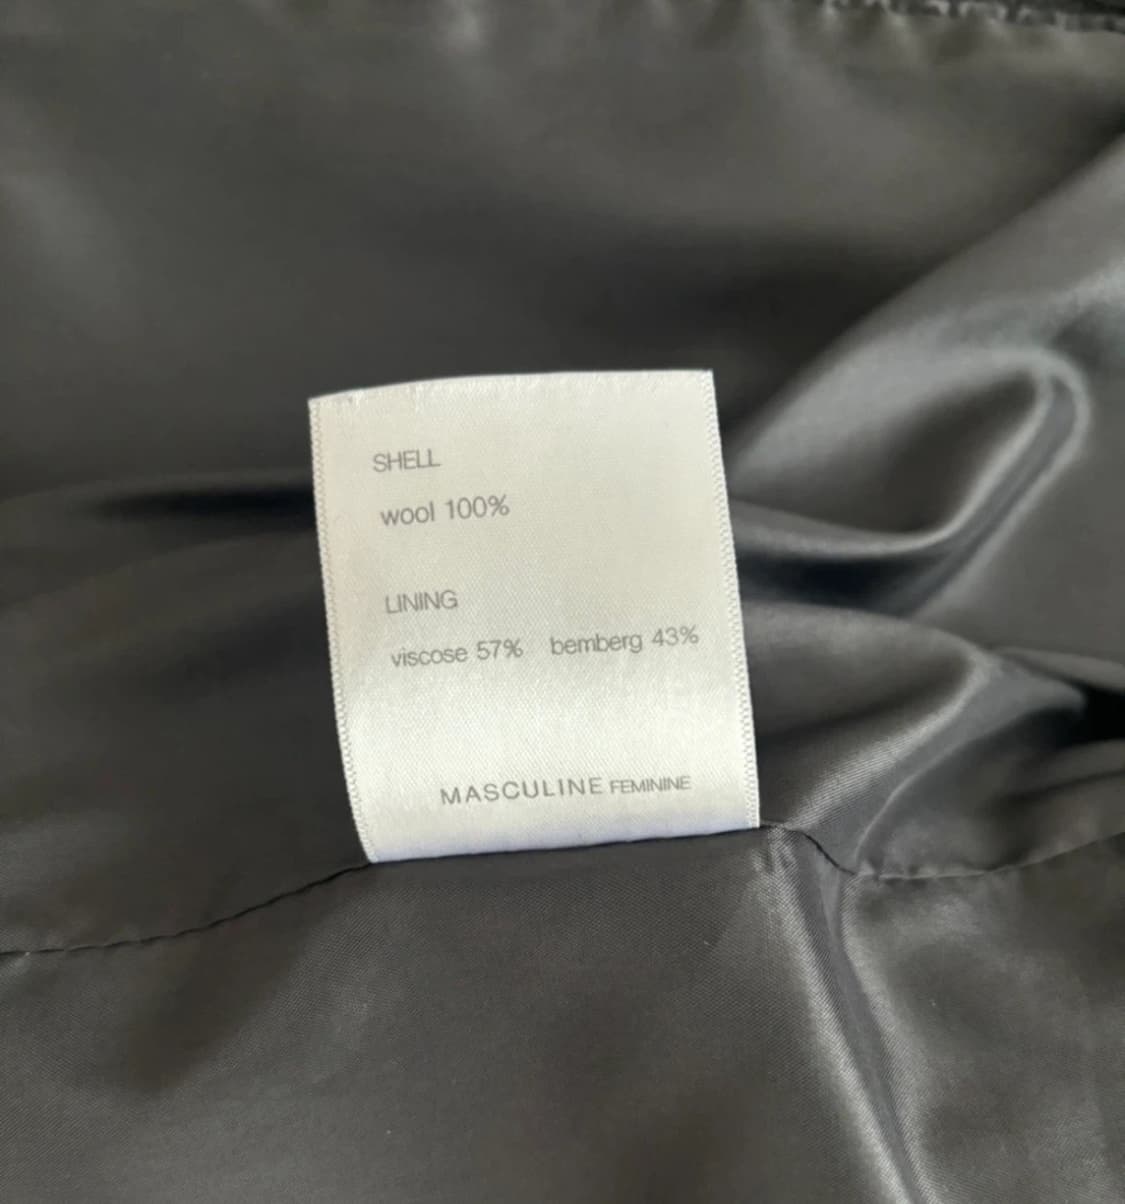 SHELL
wool 100%
LINING
viscose 57% bemberg 43%
MASCULINE FEMININE